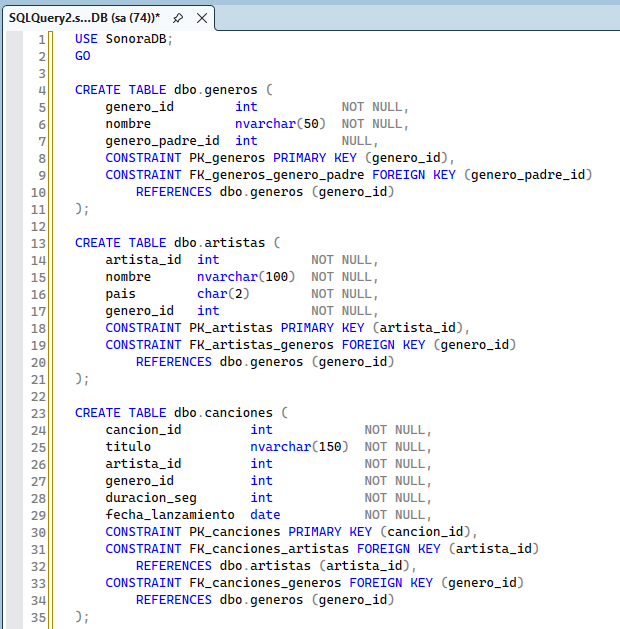 SQLQuery2.s...DB (sa (74))*
1 USE SonoraDB;
2 GO
3
4 CREATE TABLE dbo.generos (
5 genero_id int NOT NULL,
6 nombre nvarchar(50) NOT NULL,
7 genero_padre_id int NULL,
8 CONSTRAINT PK_generos PRIMARY KEY (genero_id),
9 CONSTRAINT FK_generos_genero_padre FOREIGN KEY (genero_padre_id)
10 REFERENCES dbo.generos (genero_id)
11 );
12
13 CREATE TABLE dbo.artistas (
14 artista_id int NOT NULL,
15 nombre nvarchar(100) NOT NULL,
16 pais char(2) NOT NULL,
17 genero_id int NOT NULL,
18 CONSTRAINT PK_artistas PRIMARY KEY (artista_id),
19 CONSTRAINT FK_artistas_generos FOREIGN KEY (genero_id)
20 REFERENCES dbo.generos (genero_id)
21 );
22
23 CREATE TABLE dbo.canciones (
24 cancion_id int NOT NULL,
25 titulo nvarchar(150) NOT NULL,
26 artista_id int NOT NULL,
27 genero_id int NOT NULL,
28 duracion_seg int NOT NULL,
29 fecha_lanzamiento date NOT NULL,
30 CONSTRAINT PK_canciones PRIMARY KEY (cancion_id),
31 CONSTRAINT FK_canciones_artistas FOREIGN KEY (artista_id)
32 REFERENCES dbo.artistas (artista_id),
33 CONSTRAINT FK_canciones_generos FOREIGN KEY (genero_id)
34 REFERENCES dbo.generos (genero_id)
35 );